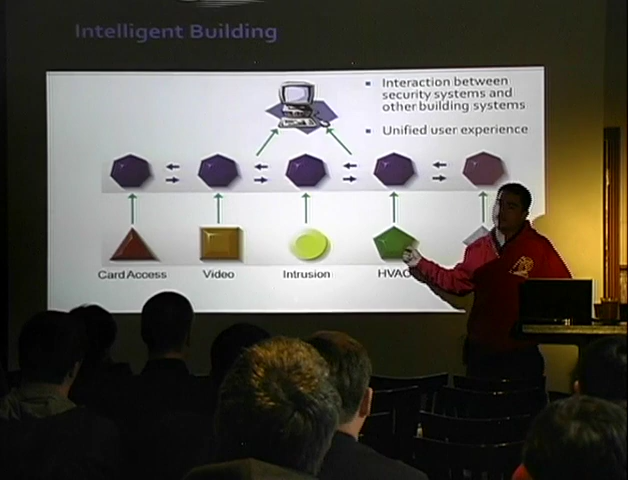 Intelligent Building
Interaction between
security systems and
other building systems
Unified user experience
Card Access
Video
Intrusion
HVAC